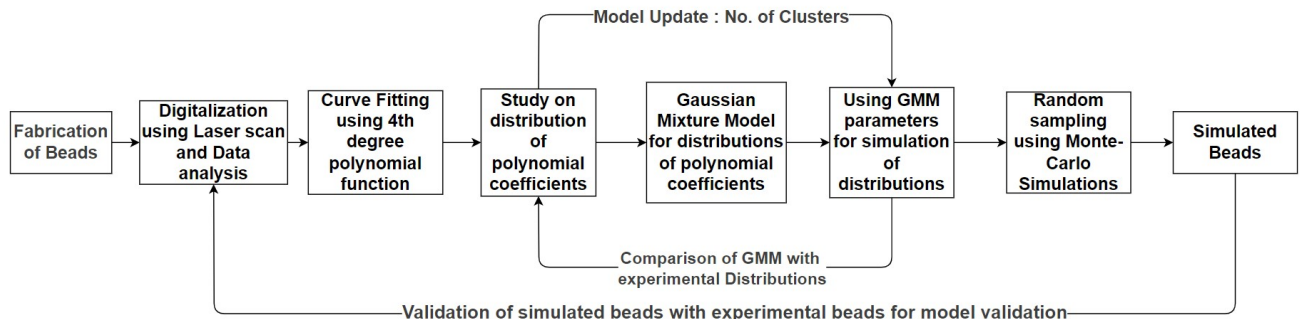 Model Update : No. of Clusters
Fabrication
of Beads
Digitalization
using Laser scan
and Data
analysis
Curve Fitting
using 4th
degree
polynomial
function
Study on
distribution
of
polynomial
coefficients
Gaussian
Mixture Model
for distributions
of polynomial
coefficients
Using GMM
parameters
for simulation
of
distributions
Random
sampling
using Monte-
Carlo
Simulations
Simulated
Beads
Comparison of GMM with
experimental Distributions
Validation of simulated beads with experimental beads for model validation